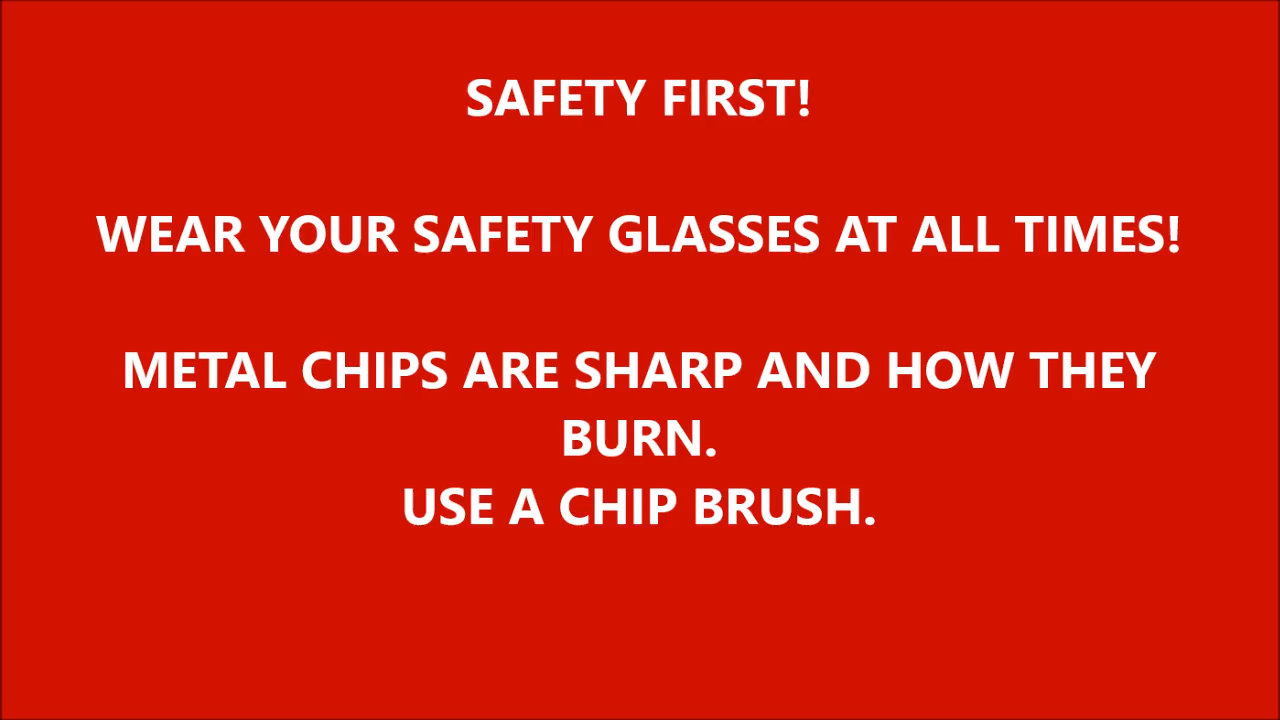 SAFETY FIRST!
WEAR YOUR SAFETY GLASSES AT ALL TIMES!
METAL CHIPS ARE SHARP AND HOW THEY
BURN.
USE A CHIP BRUSH.